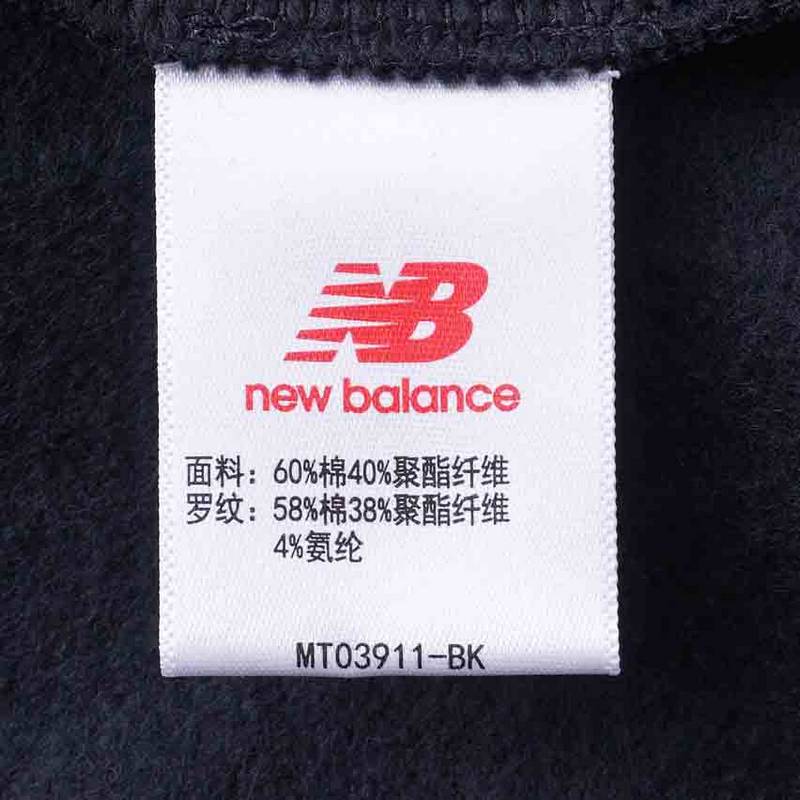 NB
new balance
面料：60%棉40%聚酯纤维
罗纹：58%棉38%聚酯纤维
4%氨纶
MT03911-BK